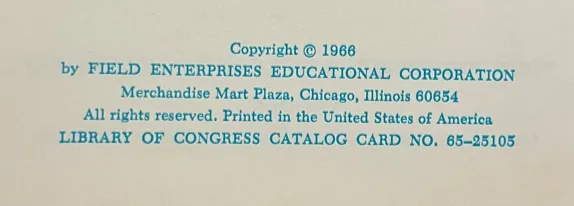 Copyright © 1966
by FIELD ENTERPRISES EDUCATIONAL CORPORATION
Merchandise Mart Plaza, Chicago, Illinois 60654
All rights reserved. Printed in the United States of America
LIBRARY OF CONGRESS CATALOG CARD NO. 65–25105